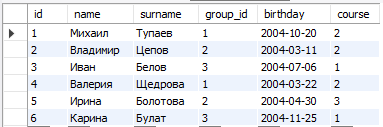 id name surname group_id birthday course
1 Михаил Тупаев 1 2004-10-20 2
2 Владимир Цепов 2 2004-03-11 2
3 Иван Белов 3 2004-07-06 1
4 Валерия Щедрова 1 2004-03-22 2
5 Ирина Болотова 2 2004-04-30 3
6 Карина Булат 3 2004-11-25 1